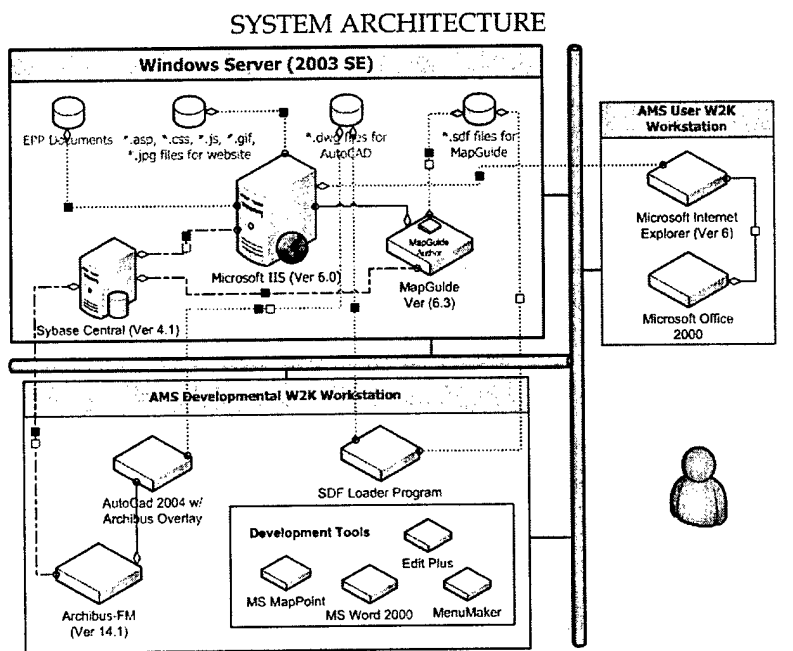 SYSTEM ARCHITECTURE
Windows Server (2003 SE)
EPP Documents
*.asp, *.css, *.js, *.gif,
*.jpg files for website
*.dwg files for
AutoCAD
*.sdf files for
MapGuide
Microsoft IIS (Ver 6.0)
MapGuide
Author
MapGuide
Ver (6.3)
Sybase Central (Ver 4.1)
AMS User W2K
Workstation
Microsoft Internet
Explorer (Ver 6)
Microsoft Office
2000
AMS Developmental W2K Workstation
AutoCad 2004 w/
Archibus Overlay
SDF Loader Program
Archibus-FM
(Ver 14.1)
Development Tools
Edit Plus
MS MapPoint
MS Word 2000
MenuMaker